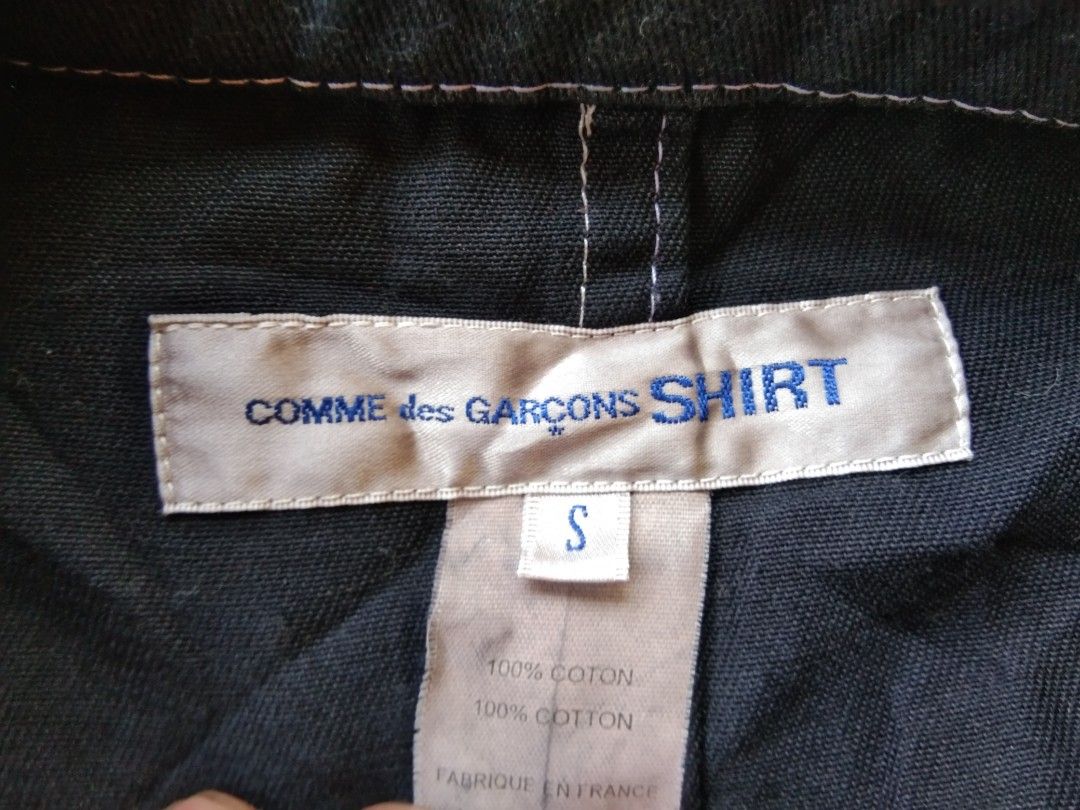 COMME des GARÇONS SHIRT
S
100% COTON
100% COTTON
FABRIQUE EN FRANCE